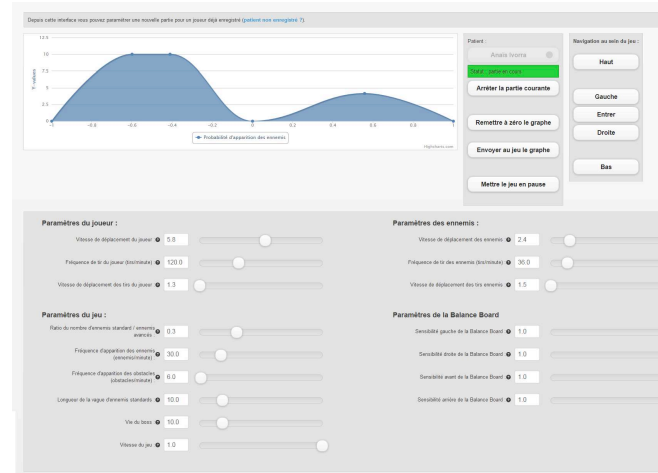 Depuis cette interface vous pouvez paramétrer une nouvelle partie pour un joueur déjà enregistré (patient non enregistré ?).
12.5
10
7.5
5
2.5
0
-1
-0.8
-0.6
-0.4
-0.2
0
0.2
0.4
0.6
0.8
1
Probabilité d'apparition des ennemis
Highcharts.com
Patient :
Anais Ivorra
Statut : partie en cours
Arrêter la partie courante
Remettre à zéro le graphe
Envoyer au jeu le graphe
Mettre le jeu en pause
Navigation au sein du jeu :
Haut
Gauche
Entrer
Droite
Bas
Paramètres du joueur :
Vitesse de déplacement du joueur 5.8
Fréquence de tir du joueur (tirs/minute) 120.0
Vitesse de déplacement des tirs du joueur 1.3
Paramètres des ennemis :
Vitesse de déplacement des ennemis 2.4
Fréquence de tir des ennemis (tirs/minute) 36.0
Vitesse de déplacement des tirs ennemis 1.5
Paramètres du jeu :
Ratio du nombre d'ennemis standard / ennemis
avancés 0.3
Fréquence d'apparition des ennemis
(ennemis/minute) 30.0
Fréquence d'apparition des obstacles
(obstacles/minute) 6.0
Longueur de la vague d'ennemis standards 10.0
Vie du boss 10.0
Vitesse du jeu 1.0
Paramètres de la Balance Board
Sensibilité gauche de la Balance Board 1.0
Sensibilité droite de la Balance Board 1.0
Sensibilité avant de la Balance Board 1.0
Sensibilité arrière de la Balance Board 1.0